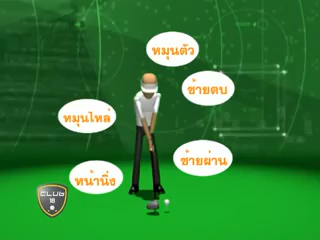 หมุนตัว
ซ้ายตบ
หมุนไหล่
ซ้ายผ่าน
หน้านิ่ง
CLUB
18